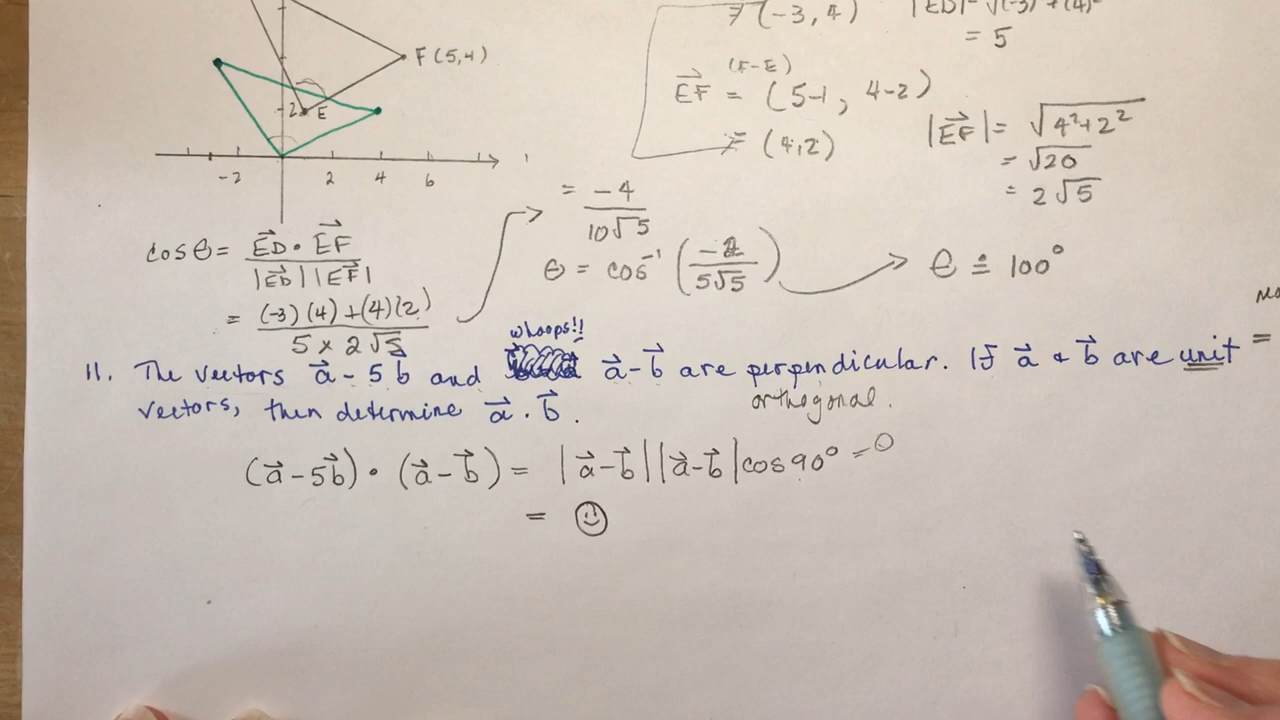 (-3, 4)
= 5
F (5,4)
(F-E)
EF⃗ = (5-1, 4-2)
= (4,2)
|EF⃗| = √4²+2²
= √20
= 2√5
2 E
-2 2 4 6
cos θ = ED⃗ • EF⃗ / |ED⃗| |EF⃗|
= (-3)(4)+(4)(2) / 5 x 2√5
= -4 / 10√5
θ = cos⁻¹ (-2 / 5√5)
θ ≐ 100°
whoops!!
11. The vectors a⃗ - 5b⃗ and a⃗-b⃗ are perpendicular. If a⃗ & b⃗ are unit
orthogonal.
vectors, then determine a⃗ . b⃗.
(a⃗-5b⃗) • (a⃗-b⃗) = |a⃗-b⃗||a⃗-b⃗|cos90° = 0
= ☺